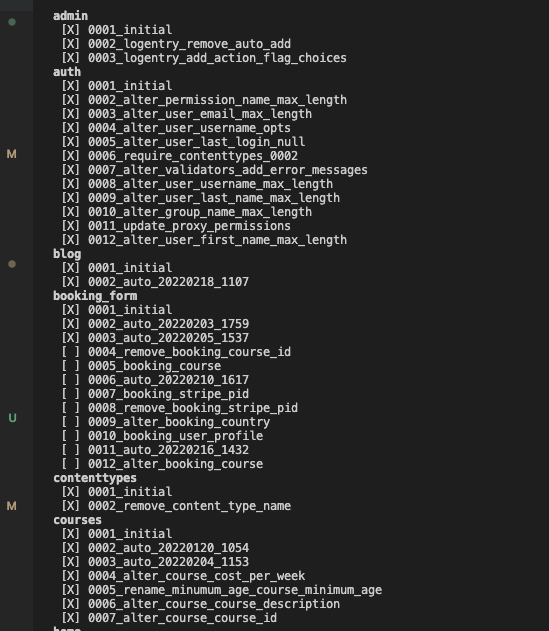 admin
[X] 0001_initial
[X] 0002_logentry_remove_auto_add
[X] 0003_logentry_add_action_flag_choices
auth
[X] 0001_initial
[X] 0002_alter_permission_name_max_length
[X] 0003_alter_user_email_max_length
[X] 0004_alter_user_username_opts
[X] 0005_alter_user_last_login_null
M
[X] 0006_require_contenttypes_0002
[X] 0007_alter_validators_add_error_messages
[X] 0008_alter_user_username_max_length
[X] 0009_alter_user_last_name_max_length
[X] 0010_alter_group_name_max_length
[X] 0011_update_proxy_permissions
[X] 0012_alter_user_first_name_max_length
blog
[X] 0001_initial
[X] 0002_auto_20220218_1107
booking_form
[X] 0001_initial
[X] 0002_auto_20220203_1759
[X] 0003_auto_20220205_1537
[ ] 0004_remove_booking_course_id
[ ] 0005_booking_course
[ ] 0006_auto_20220210_1617
[ ] 0007_booking_stripe_pid
[ ] 0008_remove_booking_stripe_pid
U
[ ] 0009_alter_booking_country
[ ] 0010_booking_user_profile
[ ] 0011_auto_20220216_1432
[ ] 0012_alter_booking_course
contenttypes
[X] 0001_initial
M
[X] 0002_remove_content_type_name
courses
[X] 0001_initial
[X] 0002_auto_20220120_1054
[X] 0003_auto_20220204_1153
[X] 0004_alter_course_cost_per_week
[X] 0005_rename_minumum_age_course_minimum_age
[X] 0006_alter_course_course_description
[X] 0007_alter_course_course_id